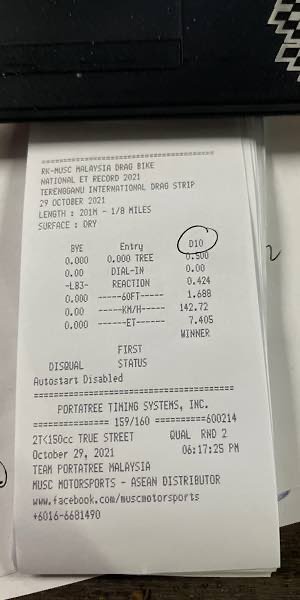 ========================================
RK-MUSC MALAYSIA DRAG BIKE
NATIONAL ET RECORD 2021
TERENGGANU INTERNATIONAL DRAG STRIP
29 OCTOBER 2021
LENGTH : 201M - 1/8 MILES
SURFACE : DRY
BYE Entry D10
0.000 0.000 TREE 0.500
0.00 DIAL-IN 0.00
-LB3- REACTION 0.424
0.000 ------60FT----- 1.688
0.00 -----KM/H------ 142.72
0.000 ------ET------- 7.405
WINNER
FIRST
DISQUAL STATUS
Autostart Disabled
========================================
PORTATREE TIMING SYSTEMS, INC.
=============== 159/160 ==========600214
2T<150cc TRUE STREET QUAL RND 2
October 29, 2021 06:17:25 PM
TEAM PORTATREE MALAYSIA
MUSC MOTORSPORTS - ASEAN DISTRIBUTOR
www.facebook.com/muscmotorsports
+6016-6681490
2